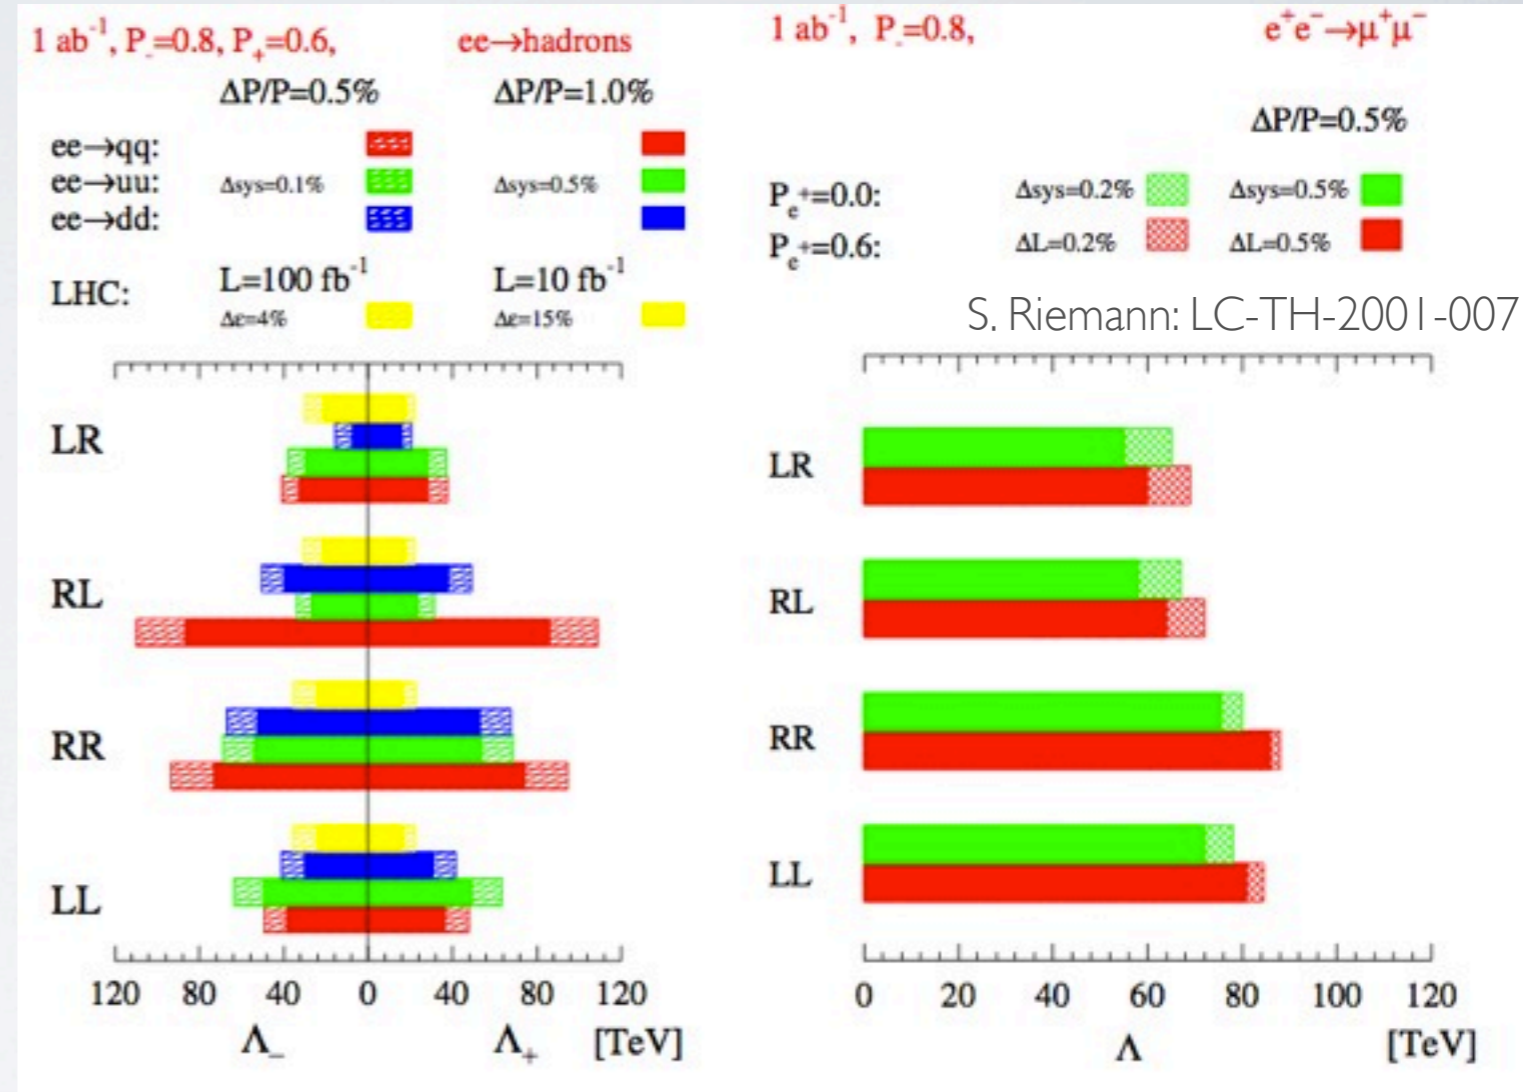 1 ab⁻¹, P_=0.8, P₊=0.6, ee→hadrons
ΔP/P=0.5% ΔP/P=1.0%
ee→qq:
ee→uu: Δsys=0.1% Δsys=0.5%
ee→dd:
L=100 fb⁻¹ L=10 fb⁻¹
LHC:
Δε=4% Δε=15%
LR
RL
RR
LL
120 80 40 0 40 80 120
Λ₋ Λ₊ [TeV]
1 ab⁻¹, P_=0.8, e⁺e⁻→μ⁺μ⁻
ΔP/P=0.5%
Pₑ+=0.0: Δsys=0.2% Δsys=0.5%
Pₑ+=0.6: ΔL=0.2% ΔL=0.5%
S. Riemann: LC-TH-2001-007
LR
RL
RR
LL
0 20 40 60 80 100 120
Λ [TeV]